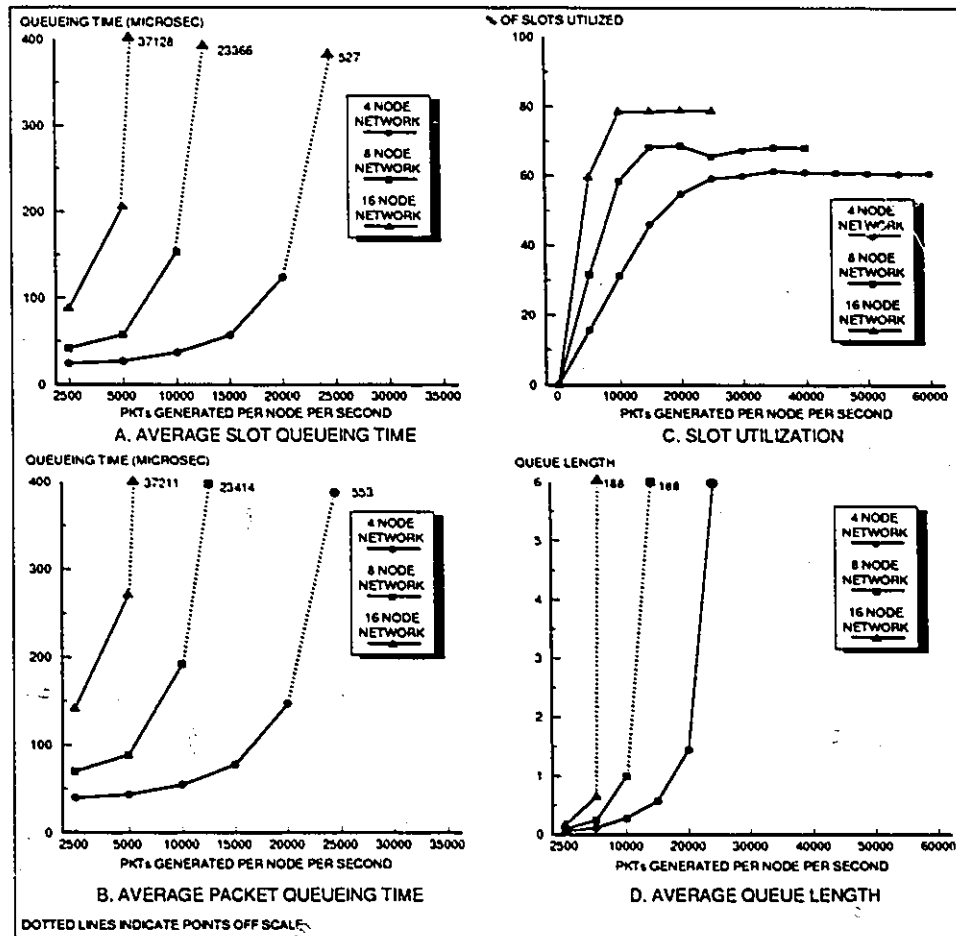 QUEUEING TIME (MICROSEC)
400
300
200
100
0
37128
23366
527
4 NODE
NETWORK
8 NODE
NETWORK
16 NODE
NETWORK
2500 5000 10000 15000 20000 25000 30000 35000
PKTs GENERATED PER NODE PER SECOND
A. AVERAGE SLOT QUEUEING TIME
% OF SLOTS UTILIZED
100
80
60
40
20
0
4 NODE
NETWORK
8 NODE
NETWORK
16 NODE
NETWORK
0 10000 20000 30000 40000 50000 60000
PKTs GENERATED PER NODE PER SECOND
C. SLOT UTILIZATION
QUEUEING TIME (MICROSEC)
400
300
200
100
0
37211
23414
553
4 NODE
NETWORK
8 NODE
NETWORK
16 NODE
NETWORK
2500 5000 10000 15000 20000 25000 30000 35000
PKTs GENERATED PER NODE PER SECOND
B. AVERAGE PACKET QUEUEING TIME
QUEUE LENGTH
6
5
4
3
2
1
0
4 NODE
NETWORK
8 NODE
NETWORK
16 NODE
NETWORK
2500 10000 20000 30000 40000 50000 60000
PKTs GENERATED PER NODE PER SECOND
D. AVERAGE QUEUE LENGTH
DOTTED LINES INDICATE POINTS OFF SCALE